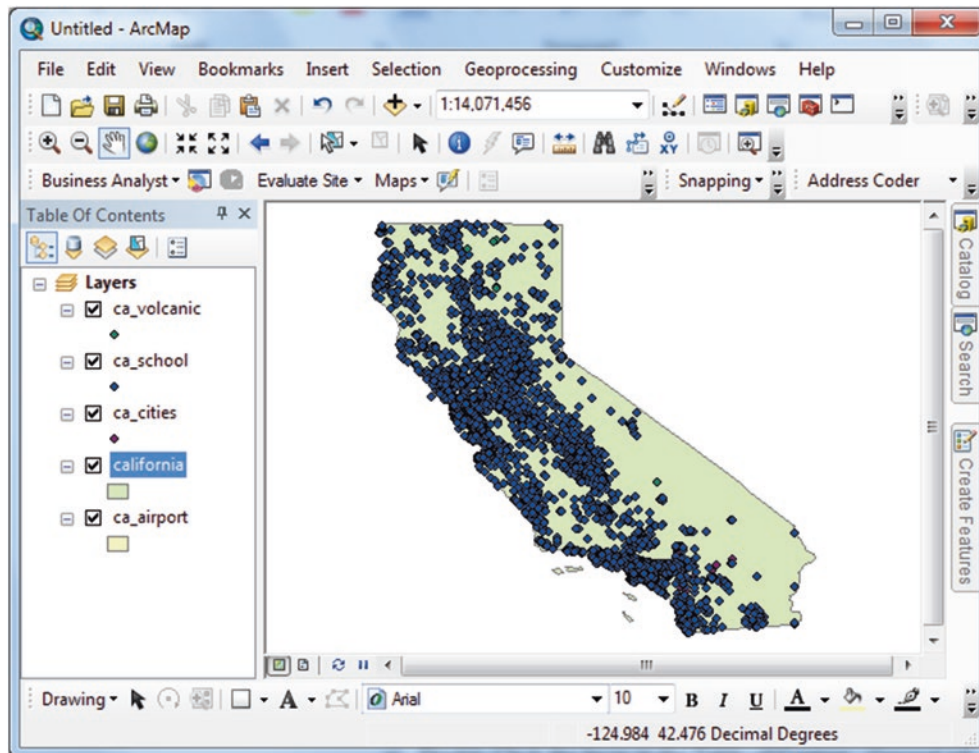 Untitled - ArcMap
File Edit View Bookmarks Insert Selection Geoprocessing Customize Windows Help
1:14,071,456
Business Analyst Evaluate Site Maps Snapping Address Coder
Table Of Contents
Layers
ca_volcanic
ca_school
ca_cities
california
ca_airport
Catalog
Search
Create Features
Drawing A Arial 10 B I U A
-124.984 42.476 Decimal Degrees